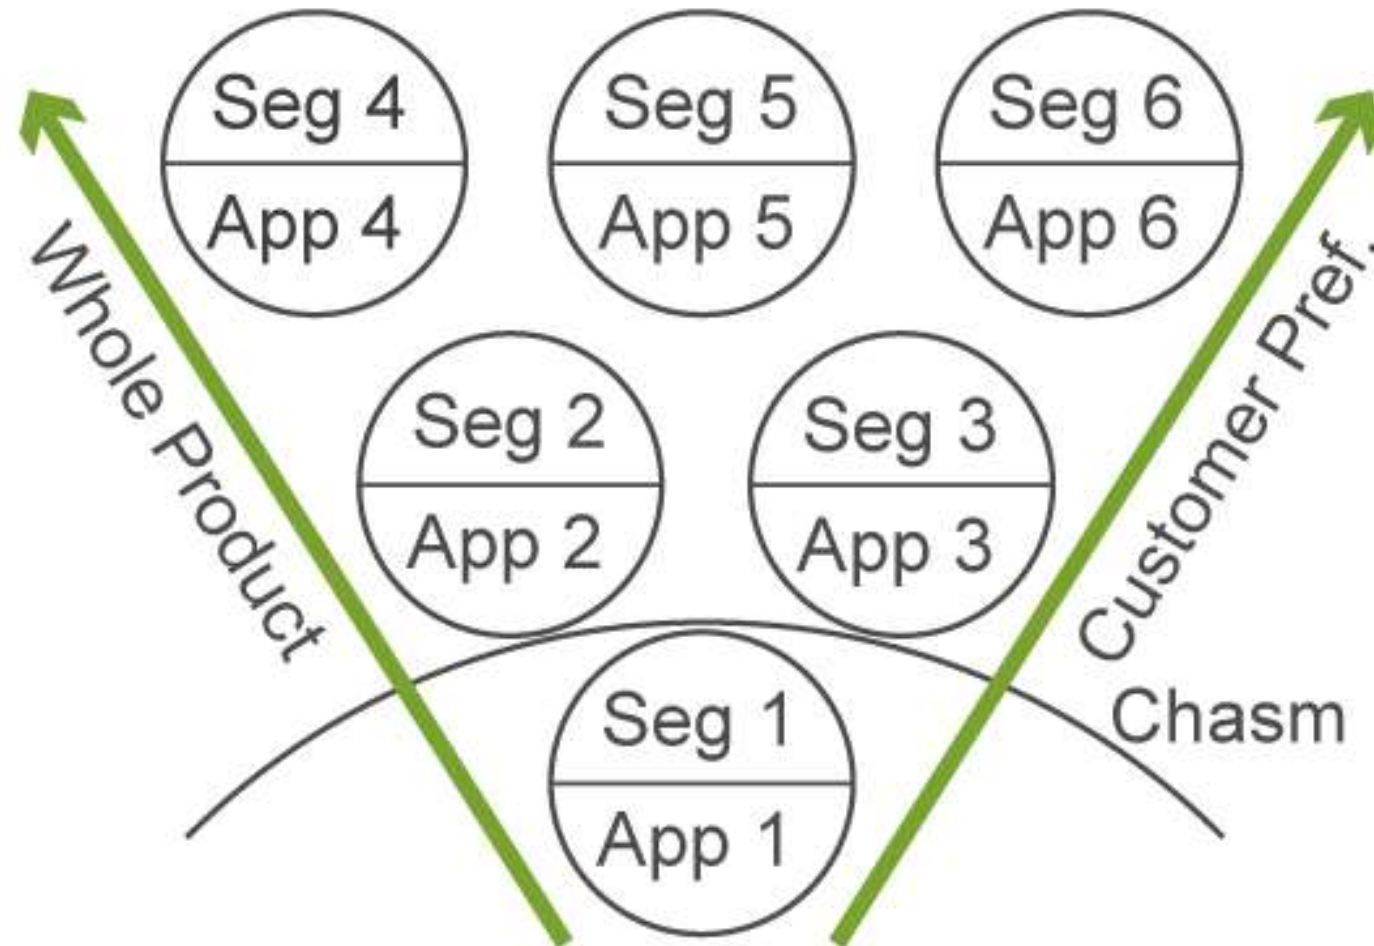 Seg 4
App 4
Seg 5
App 5
Seg 6
App 6
Whole Product
Customer Pref.
Seg 2
App 2
Seg 3
App 3
Chasm
Seg 1
App 1